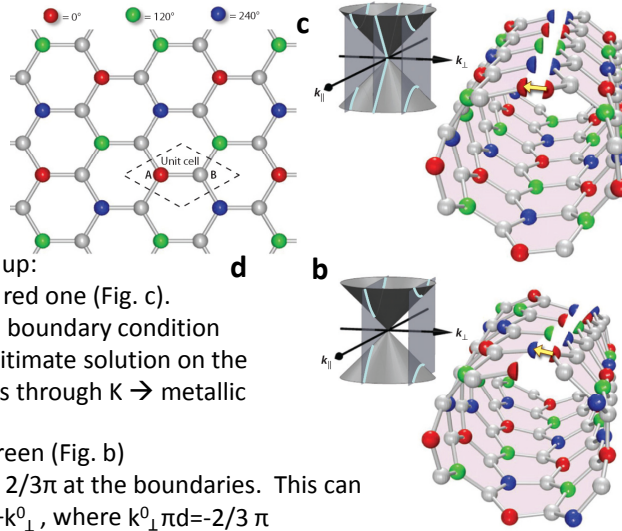 = 0° = 120° = 240°
c
k⊥
k∥
Unit cell
A B
up:
red one (Fig. c).
boundary condition
itimate solution on the
s through K → metallic
reen (Fig. b)
2/3π at the boundaries. This can
k⁰⊥, where k⁰⊥πd=-2/3 π
d
b
k⊥
k∥